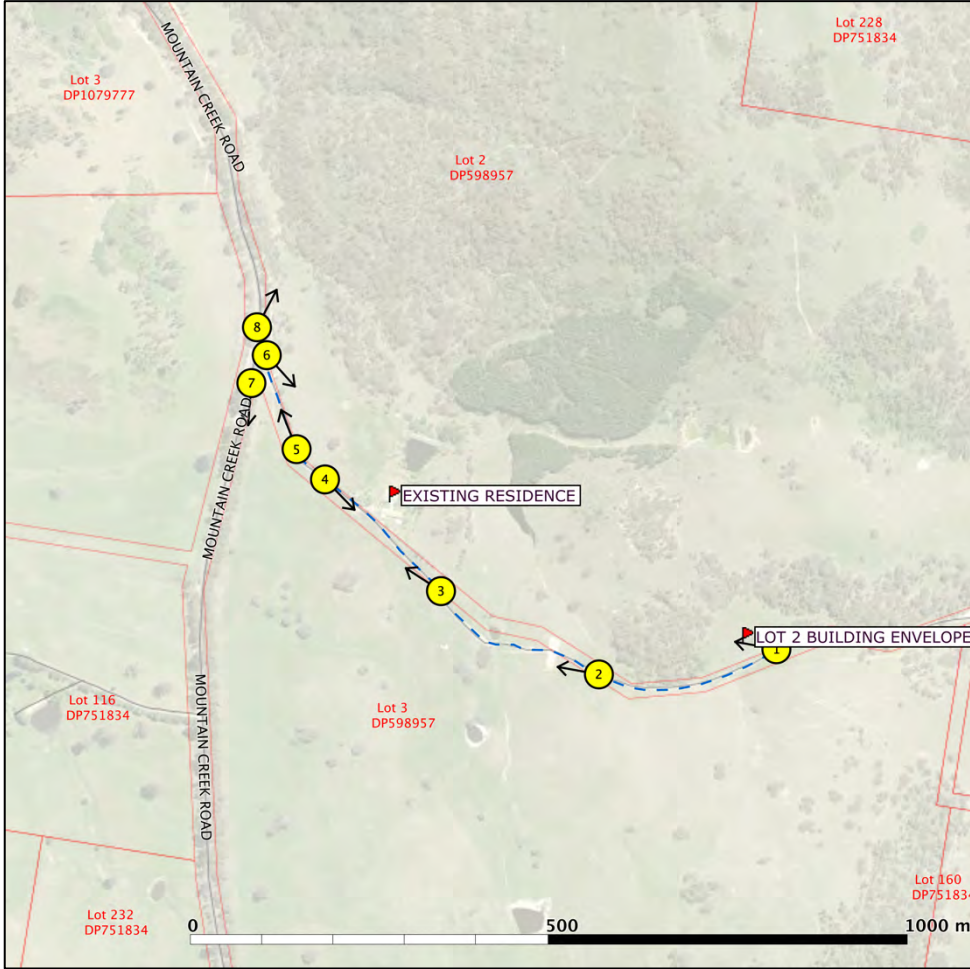 Lot 228
DP751834
MOUNTAIN CREEK ROAD
Lot 3
DP1079777
Lot 2
DP598957
8
6
7
MOUNTAIN CREEK ROAD
5
4
EXISTING RESIDENCE
3
LOT 2 BUILDING ENVELOPE
1
2
MOUNTAIN CREEK ROAD
Lot 116
DP751834
Lot 3
DP598957
Lot 160
DP751834
Lot 232
DP751834
0 500 1000 m